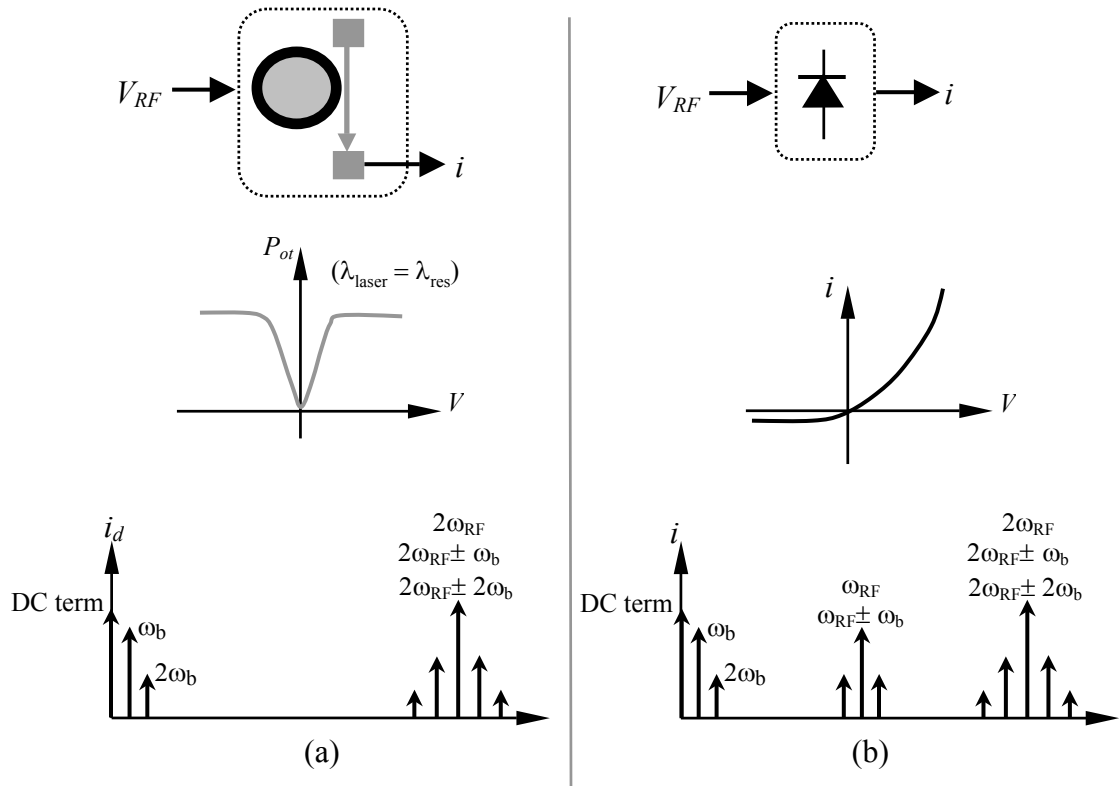 V_RF
i
P_ot
(λ_laser = λ_res)
V
i_d
DC term
ω_b
2ω_b
2ω_RF
2ω_RF ± ω_b
2ω_RF ± 2ω_b
(a)
V_RF
i
i
V
i
DC term
ω_b
2ω_b
ω_RF
ω_RF ± ω_b
2ω_RF
2ω_RF ± ω_b
2ω_RF ± 2ω_b
(b)